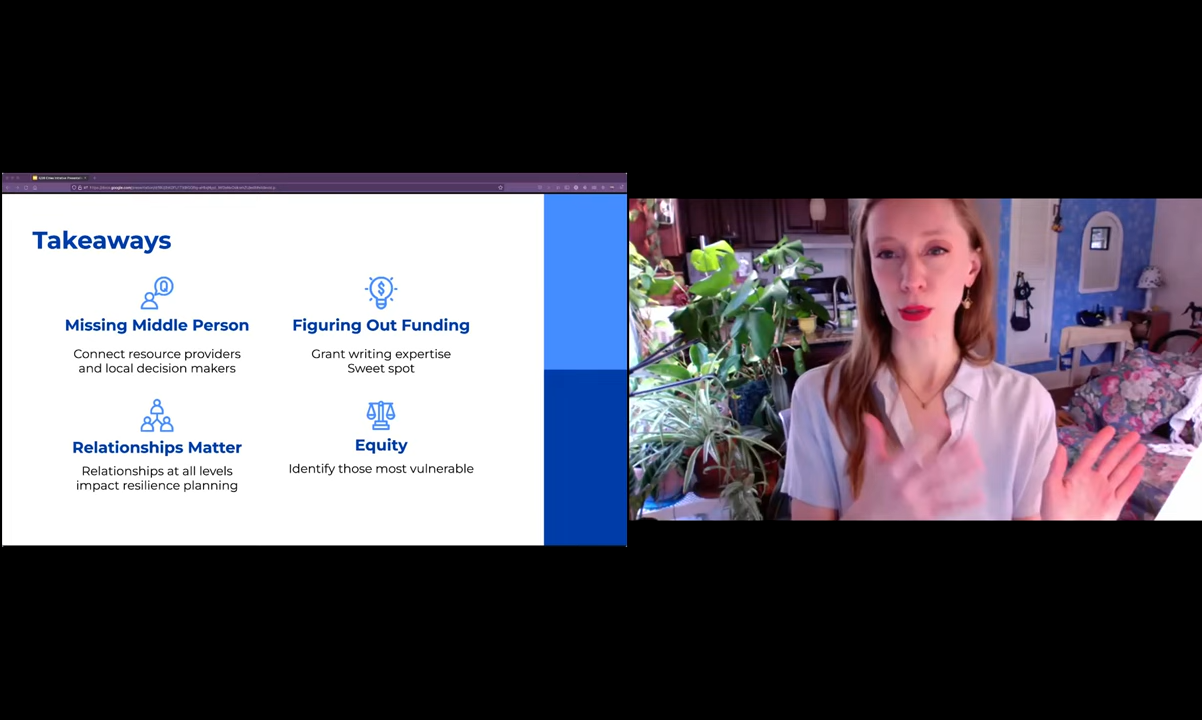 Takeaways
Missing Middle Person
Connect resource providers
and local decision makers
Figuring Out Funding
Grant writing expertise
Sweet spot
Relationships Matter
Relationships at all levels
impact resilience planning
Equity
Identify those most vulnerable